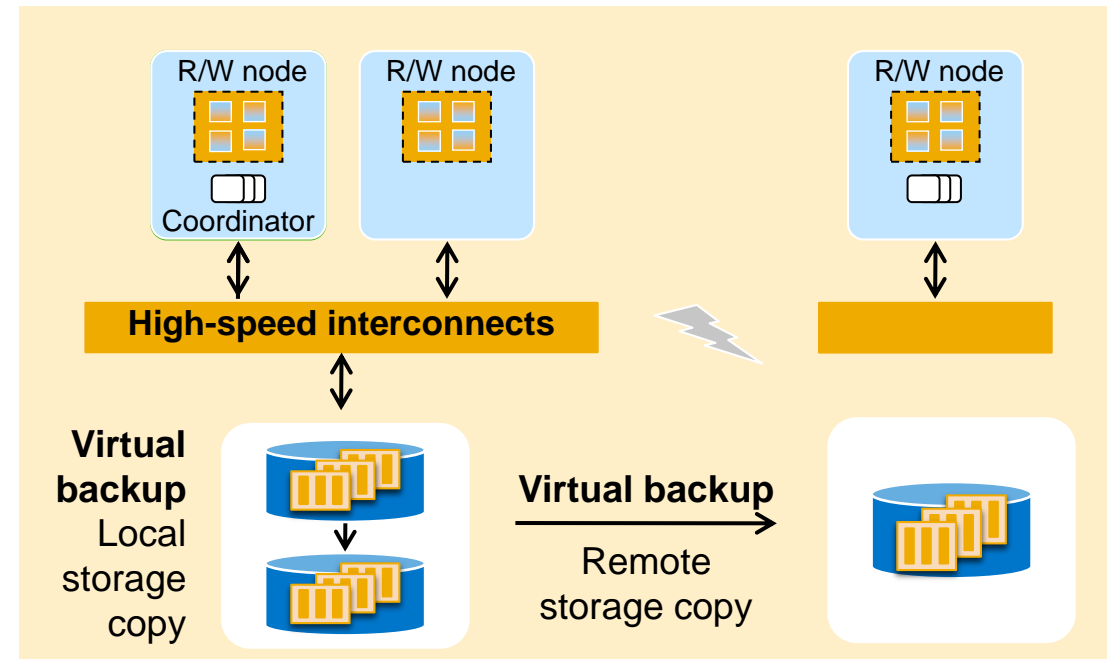 R/W node
R/W node
R/W node
Coordinator
High-speed interconnects
Virtual
backup
Local
storage
copy
Virtual backup
Remote
storage copy